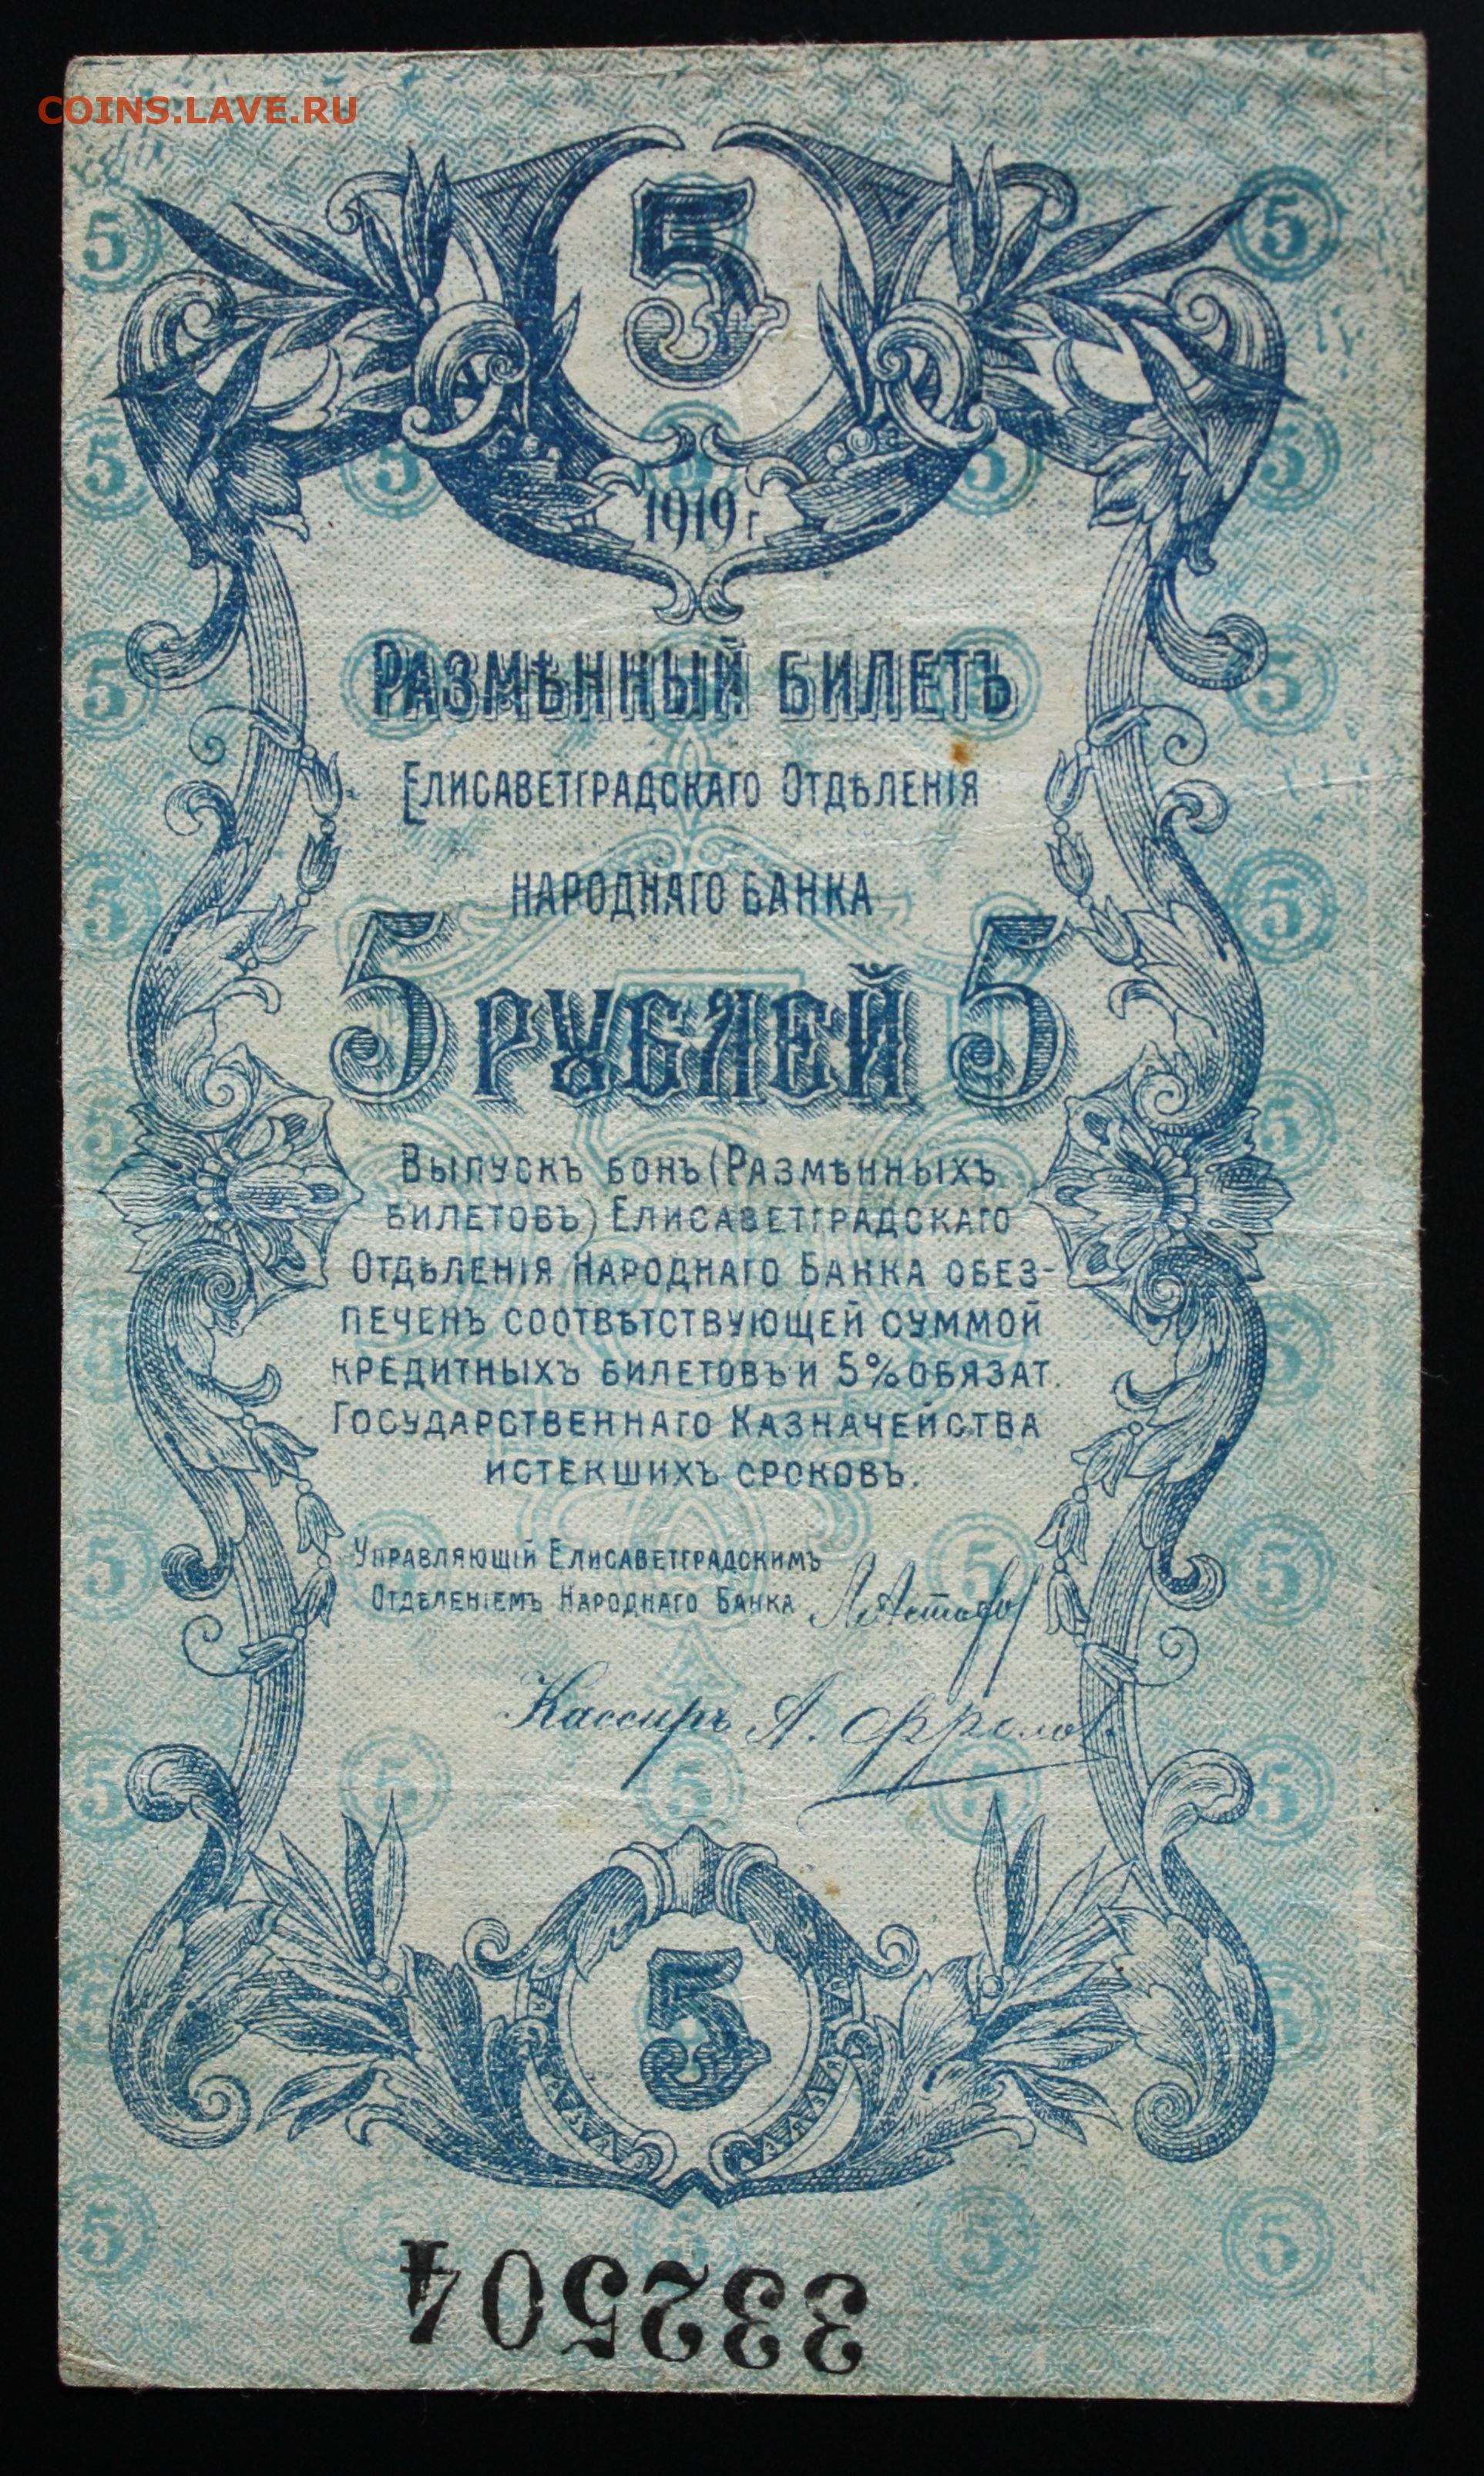 COINS.LAVE.RU
5
1919 г
РАЗМѢННЫЙ БИЛЕТЪ
ЕЛИСАВЕТГРАДСКАГО ОТДѢЛЕНІЯ
НАРОДНАГО БАНКА
5 РУБЛЕЙ 5
ВЫПУСКЪ БОНЪ (РАЗМѢННЫХЪ
БИЛЕТОВЪ) ЕЛИСАВЕТГРАДСКАГО
ОТДѢЛЕНІЯ НАРОДНАГО БАНКА ОБЕЗ-
ПЕЧЕНЪ СООТВѢТСТВУЮЩЕЙ СУММОЙ
КРЕДИТНЫХЪ БИЛЕТОВЪ И 5% ОБЯЗАТ.
ГОСУДАРСТВЕННАГО КАЗНАЧЕЙСТВА
ИСТЕКШИХЪ СРОКОВЪ.
УПРАВЛЯЮЩІЙ ЕЛИСАВЕТГРАДСКИМЪ
ОТДѢЛЕНІЕМЪ НАРОДНАГО БАНКА
Кассиръ А.
5
332504